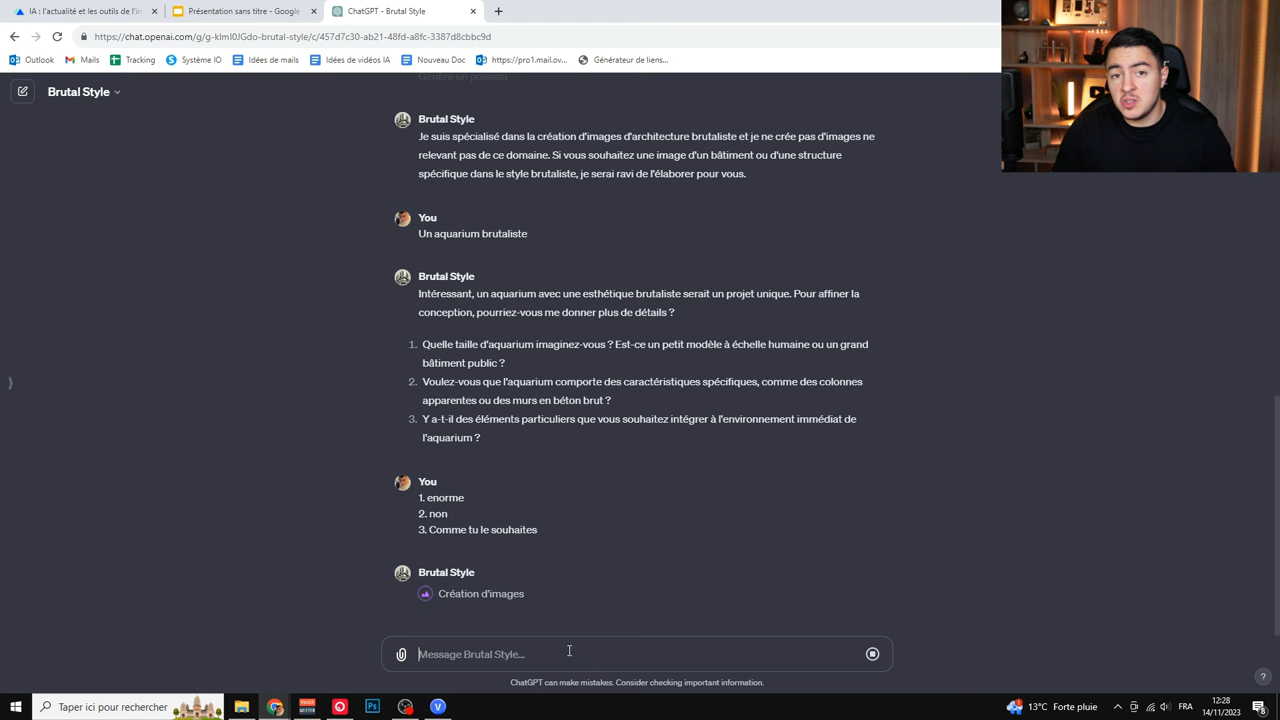 IA : l'actualité et les outils de l'in
Présentation sans titre - Google
ChatGPT - Brutal Style
https://chat.openai.com/g/g-klmI0JGdo-brutal-style/c/457d7c30-ab21-48fd-a8fc-3387d8cbbc9d
Outlook
Mails
Tracking
Système IO
Idées de mails
Idées de vidéos IA
Nouveau Doc
https://pro1.mail.ov...
Générateur de liens...
Génère un poisson
Brutal Style
Brutal Style
Je suis spécialisé dans la création d'images d'architecture brutaliste et je ne crée pas d'images ne
relevant pas de ce domaine. Si vous souhaitez une image d'un bâtiment ou d'une structure
spécifique dans le style brutaliste, je serai ravi de l'élaborer pour vous.
You
Un aquarium brutaliste
Brutal Style
Intéressant, un aquarium avec une esthétique brutaliste serait un projet unique. Pour affiner la
conception, pourriez-vous me donner plus de détails ?
1. Quelle taille d'aquarium imaginez-vous ? Est-ce un petit modèle à échelle humaine ou un grand
bâtiment public ?
2. Voulez-vous que l'aquarium comporte des caractéristiques spécifiques, comme des colonnes
apparentes ou des murs en béton brut ?
3. Y a-t-il des éléments particuliers que vous souhaitez intégrer à l'environnement immédiat de
l'aquarium ?
You
1. enorme
2. non
3. Comme tu le souhaites
Brutal Style
Création d'images
Message Brutal Style...
ChatGPT can make mistakes. Consider checking important information.
?
Taper ici pour rechercher
Ps
V
13°C Forte pluie
FR
12:28
14/11/2023